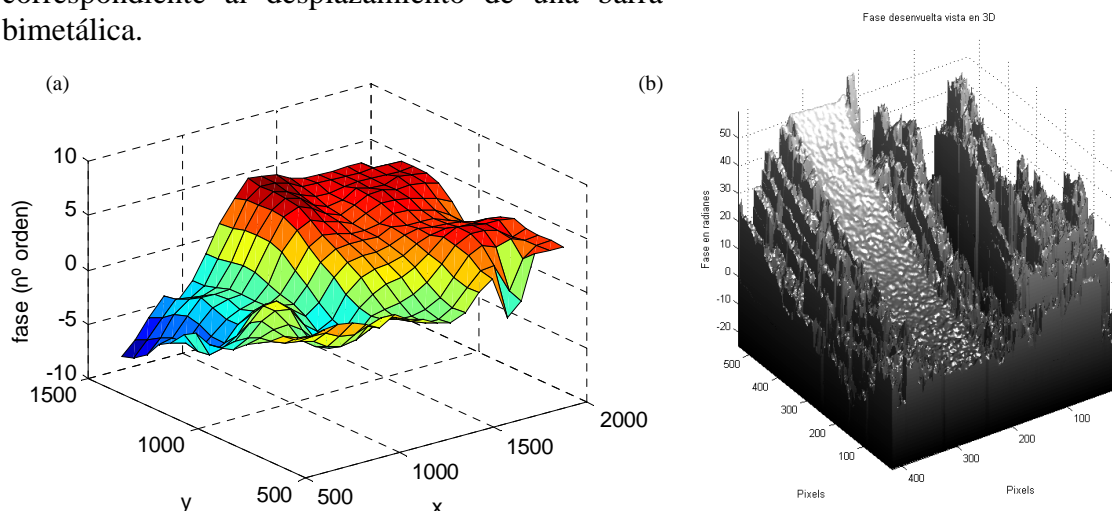 correspondiente al desplazamiento de una barra
bimetálica.
(a)
10
5
0
-5
-10
fase (nº orden)
1500
1000
500
y
500
1000
1500
2000
x
(b)
Fase desenvuelta vista en 3D
50
40
30
20
10
0
-10
-20
Fase en radianes
500
400
300
200
100
Pixels
400
300
200
100
Pixels